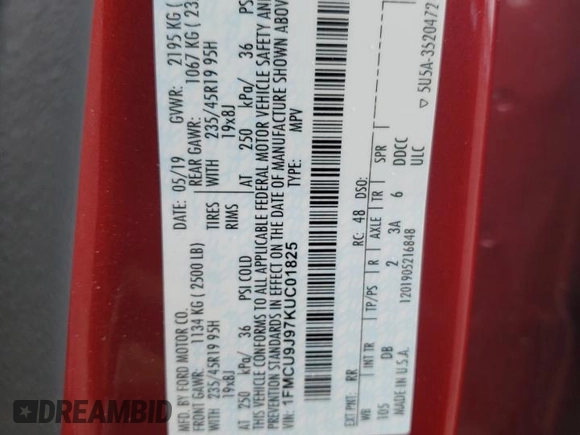 MFD. BY FORD MOTOR CO.
DATE: 05/19 GVWR: 2195 KG (
FRONT GAWR: 1134 KG (2500 LB) REAR GAWR: 1067 KG (23
235/45R19 95H TIRES WITH 235/45R19 95H
19x8J RIMS 19x8J
AT 250 kPa/ 36 PSI COLD AT 250 kPa/ 36 PS
THIS VEHICLE CONFORMS TO ALL APPLICABLE FEDERAL MOTOR VEHICLE SAFETY AN
PREVENTION STANDARDS IN EFFECT ON THE DATE OF MANUFACTURE SHOWN ABOV
VIN: 1FMCU9J97KUC01825 TYPE: MPV
EXT PNT: RR RC: 48 DSO:
WB INT TR TP/PS R AXLE TR SPR
105 DB 2 3A 6 DDCC
MADE IN U.S.A. ULC
1201905216848
▽ 5U5A-3520472
DREAMBID